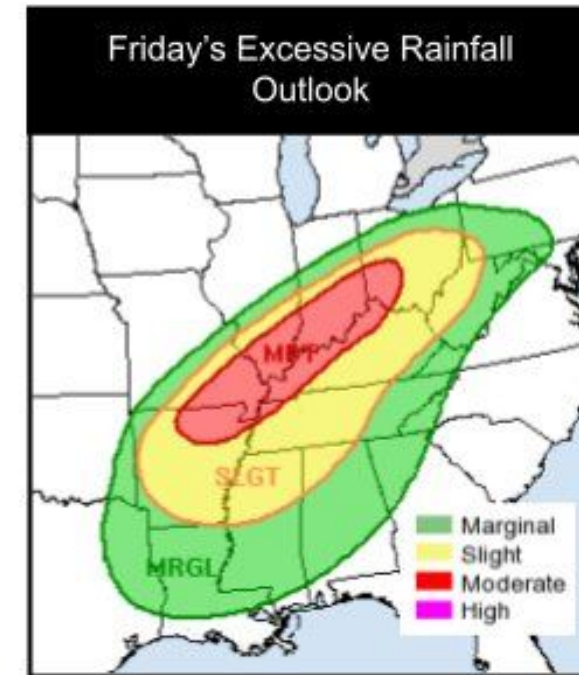 Friday's Excessive Rainfall
Outlook
MDT
SLGT
MRGL
Marginal
Slight
Moderate
High